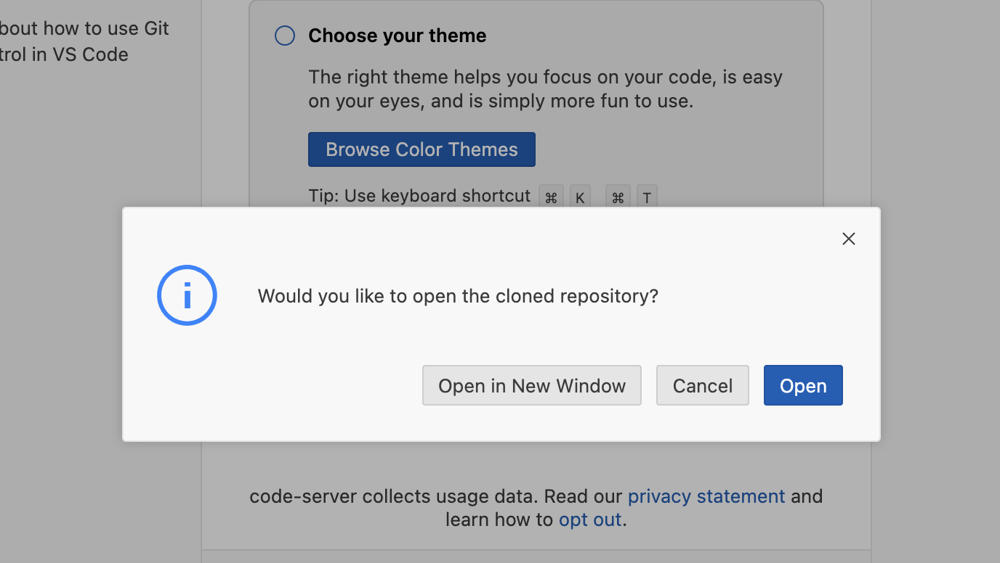 bout how to use Git
trol in VS Code
Choose your theme
The right theme helps you focus on your code, is easy
on your eyes, and is simply more fun to use.
Browse Color Themes
Tip: Use keyboard shortcut ⌘ K ⌘ T
Would you like to open the cloned repository?
Open in New Window Cancel Open
code-server collects usage data. Read our privacy statement and
learn how to opt out.